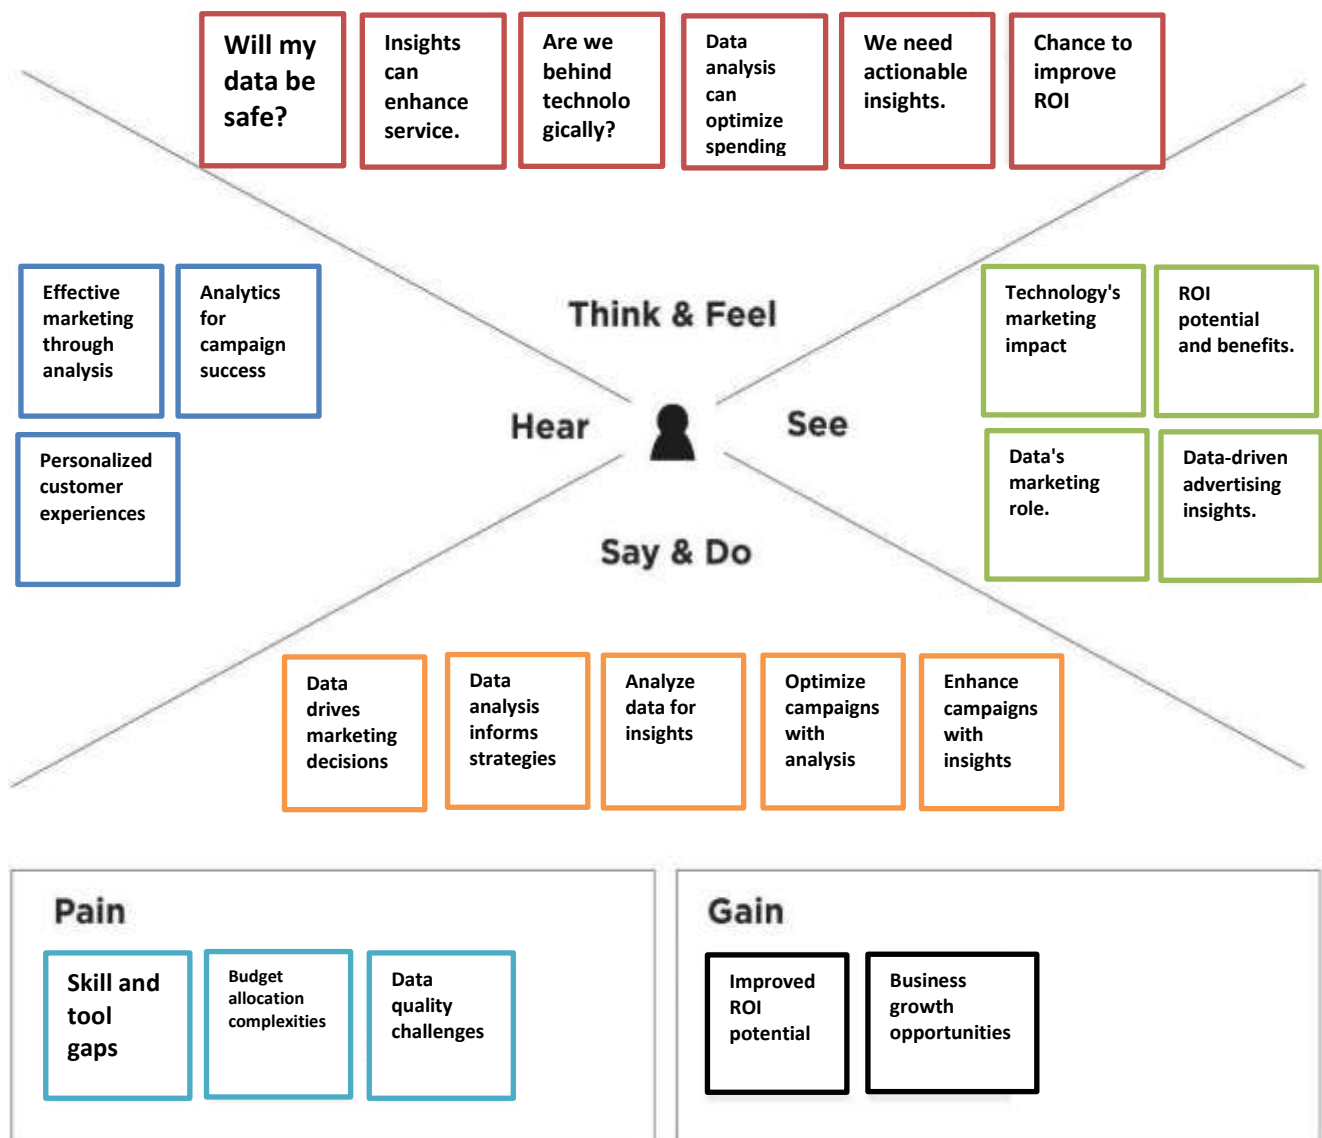 Will my
data be
safe?
Insights
can
enhance
service.
Are we
behind
technolo
gically?
Data
analysis
can
optimize
spending
We need
actionable
insights.
Chance to
improve
ROI
Think & Feel
Effective
marketing
through
analysis
Analytics
for
campaign
success
Personalized
customer
experiences
Hear
See
Technology's
marketing
impact
ROI
potential
and benefits.
Data's
marketing
role.
Data-driven
advertising
insights.
Say & Do
Data
drives
marketing
decisions
Data
analysis
informs
strategies
Analyze
data for
insights
Optimize
campaigns
with
analysis
Enhance
campaigns
with
insights
Pain
Skill and
tool
gaps
Budget
allocation
complexities
Data
quality
challenges
Gain
Improved
ROI
potential
Business
growth
opportunities